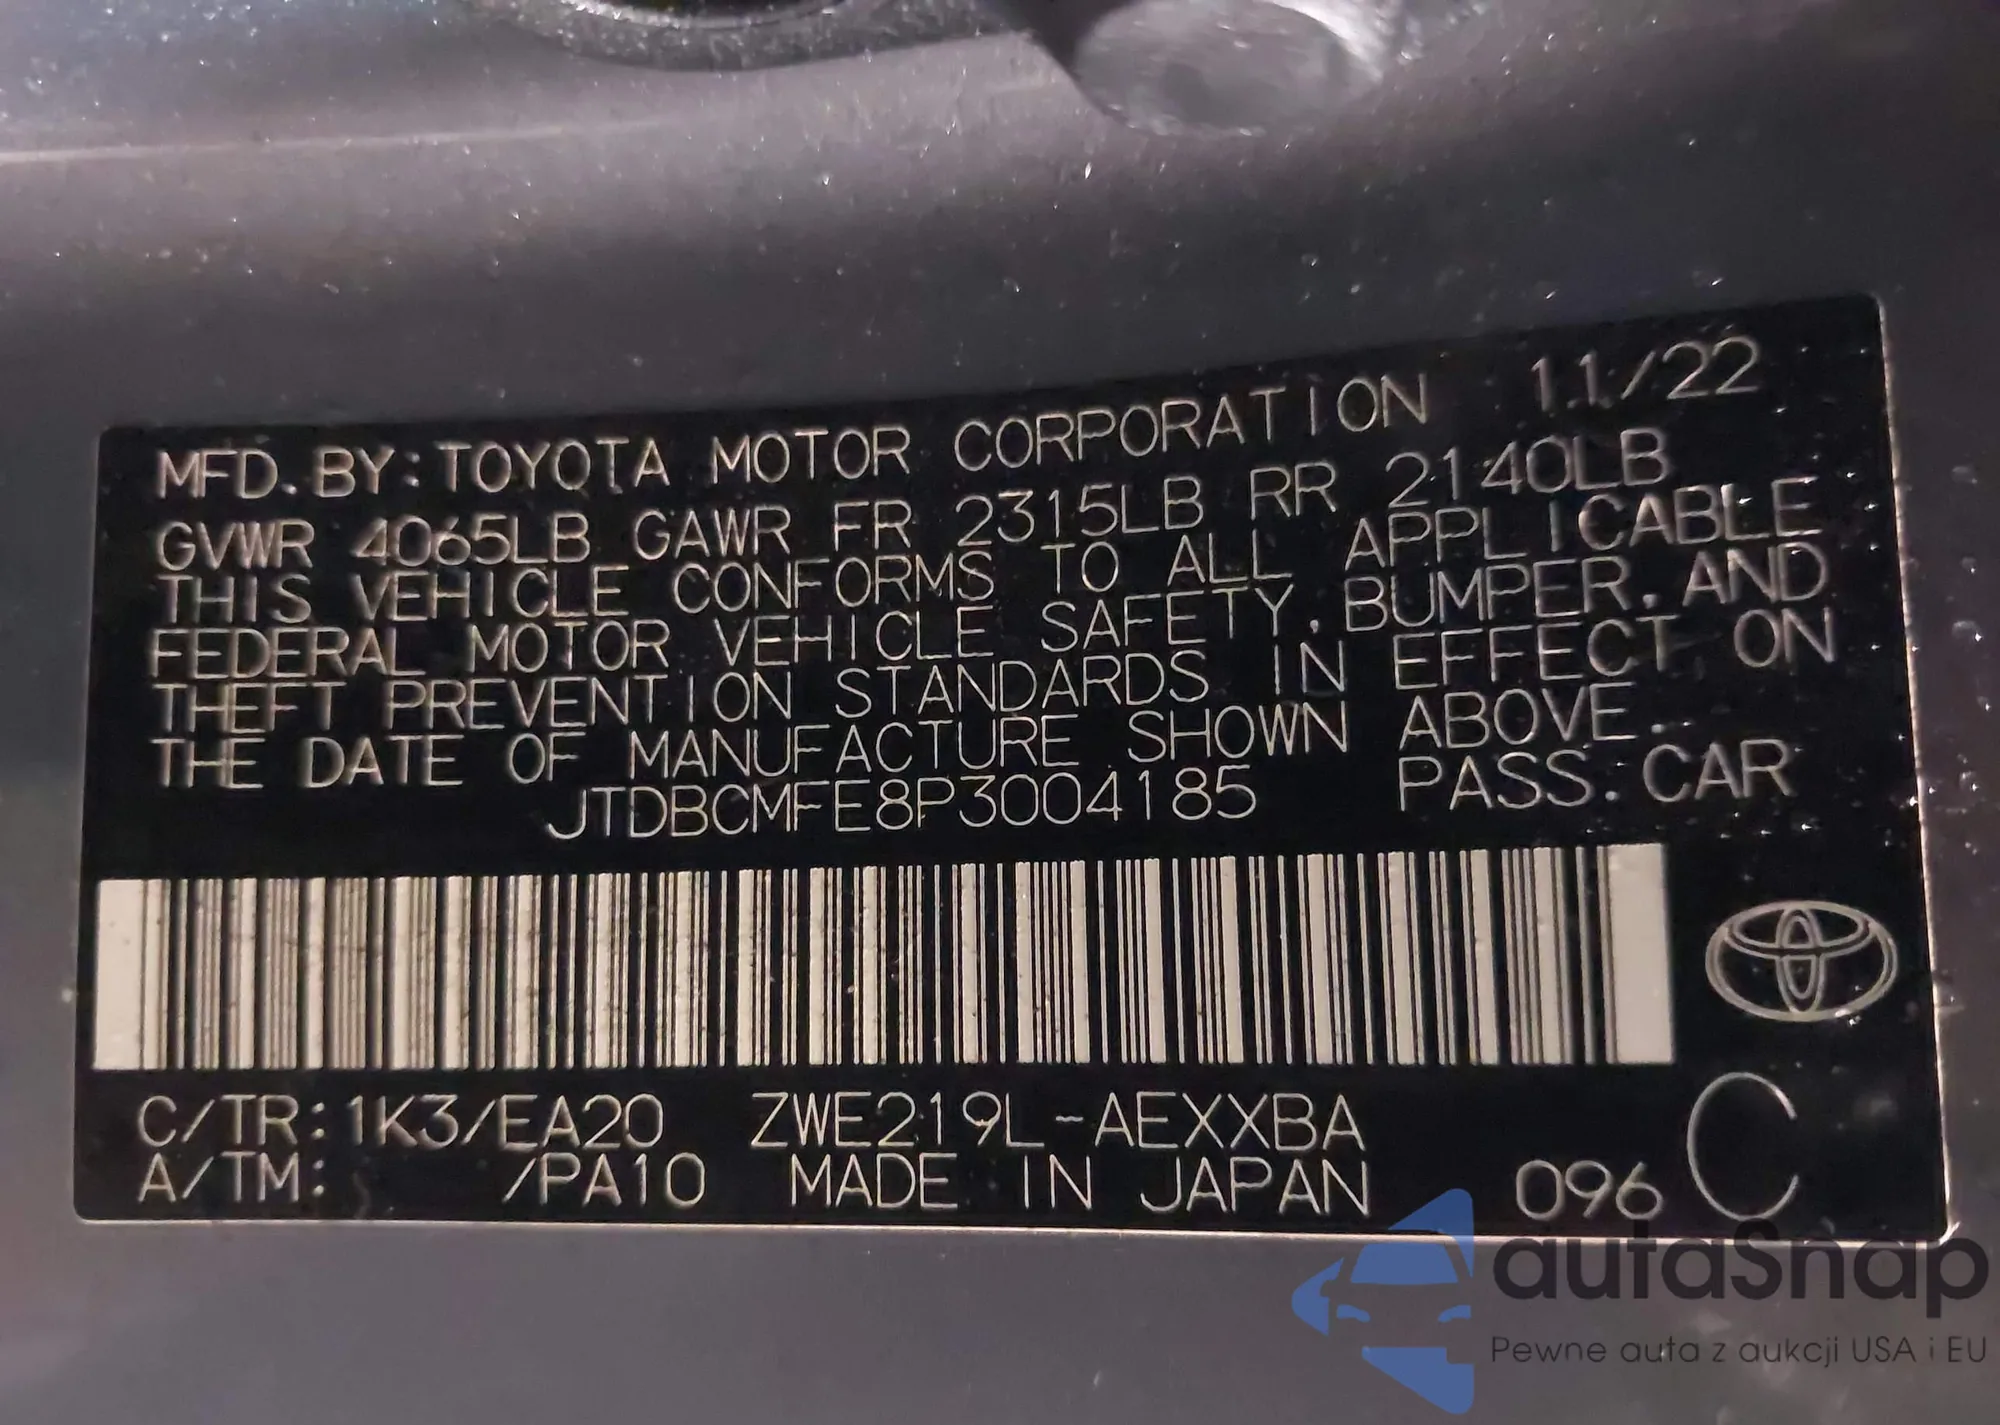 MFD. BY: TOYOTA MOTOR CORPORATION 11/22
GVWR 4065LB GAWR FR 2315LB RR 2140LB
THIS VEHICLE CONFORMS TO ALL APPLICABLE
FEDERAL MOTOR VEHICLE SAFETY, BUMPER, AND
THEFT PREVENTION STANDARDS IN EFFECT ON
THE DATE OF MANUFACTURE SHOWN ABOVE.
JTDBCMFE8P3004185 PASS. CAR
C/TR: 1K3/EA20 ZWE219L-AEXXBA
A/TM: /PA10 MADE IN JAPAN 096 C
autaSnap
Pewne auta z aukcji USA i EU